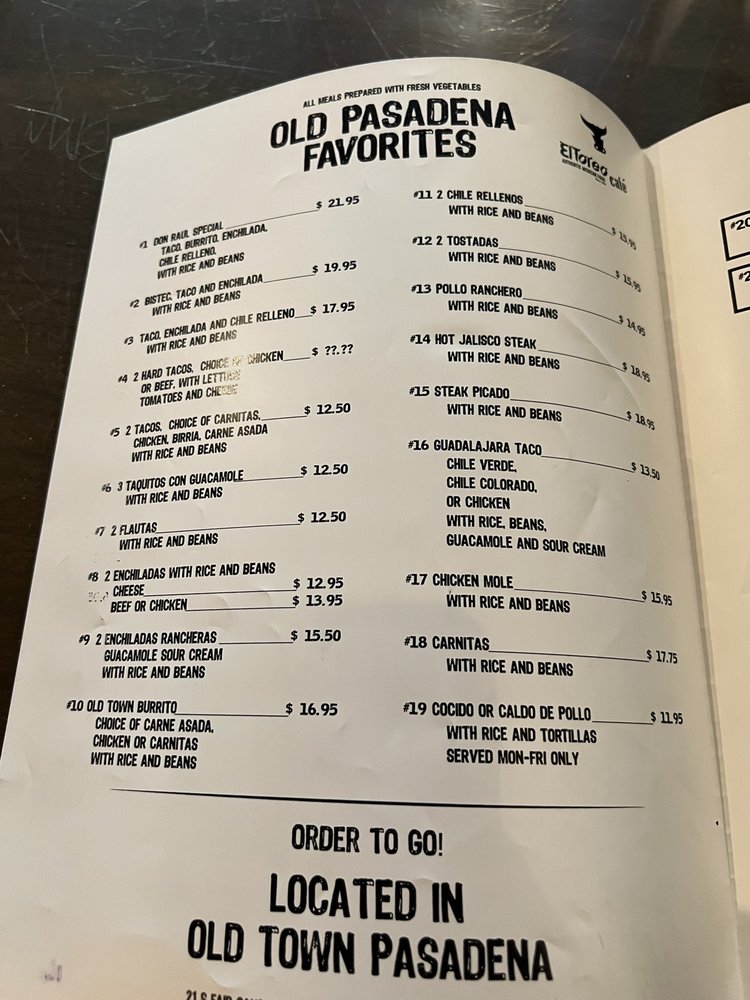 ALL MEALS PREPARED WITH FRESH VEGETABLES
OLD PASADENA
FAVORITES
El Toreo
AUTHENTIC MEXICAN FOOD
café
#1 DON RAUL SPECIAL $ 21.95
TACO, BURRITO, ENCHILADA,
CHILE RELLENO,
WITH RICE AND BEANS
#2 BISTEC, TACO AND ENCHILADA $ 19.95
WITH RICE AND BEANS
#3 TACO, ENCHILADA AND CHILE RELLENO $ 17.95
WITH RICE AND BEANS
#4 2 HARD TACOS, CHOICE OF CHICKEN $ ??.??
OR BEEF, WITH LETTUCE
TOMATOES AND CHEESE
#5 2 TACOS, CHOICE OF CARNITAS, $ 12.50
CHICKEN, BIRRIA, CARNE ASADA
WITH RICE AND BEANS
#6 3 TAQUITOS CON GUACAMOLE $ 12.50
WITH RICE AND BEANS
#7 2 FLAUTAS $ 12.50
WITH RICE AND BEANS
#8 2 ENCHILADAS WITH RICE AND BEANS
CHEESE $ 12.95
BEEF OR CHICKEN $ 13.95
#9 2 ENCHILADAS RANCHERAS $ 15.50
GUACAMOLE SOUR CREAM
WITH RICE AND BEANS
#10 OLD TOWN BURRITO $ 16.95
CHOICE OF CARNE ASADA,
CHICKEN OR CARNITAS
WITH RICE AND BEANS
#11 2 CHILE RELLENOS $ 15.95
WITH RICE AND BEANS
#12 2 TOSTADAS $ 15.95
WITH RICE AND BEANS
#13 POLLO RANCHERO $ 14.95
WITH RICE AND BEANS
#14 HOT JALISCO STEAK $ 18.95
WITH RICE AND BEANS
#15 STEAK PICADO $ 18.95
WITH RICE AND BEANS
#16 GUADALAJARA TACO $ 13.50
CHILE VERDE,
CHILE COLORADO,
OR CHICKEN
WITH RICE, BEANS,
GUACAMOLE AND SOUR CREAM
#17 CHICKEN MOLE $ 15.95
WITH RICE AND BEANS
#18 CARNITAS $ 17.75
WITH RICE AND BEANS
#19 COCIDO OR CALDO DE POLLO $ 11.95
WITH RICE AND TORTILLAS
SERVED MON-FRI ONLY
ORDER TO GO!
LOCATED IN
OLD TOWN PASADENA
#20